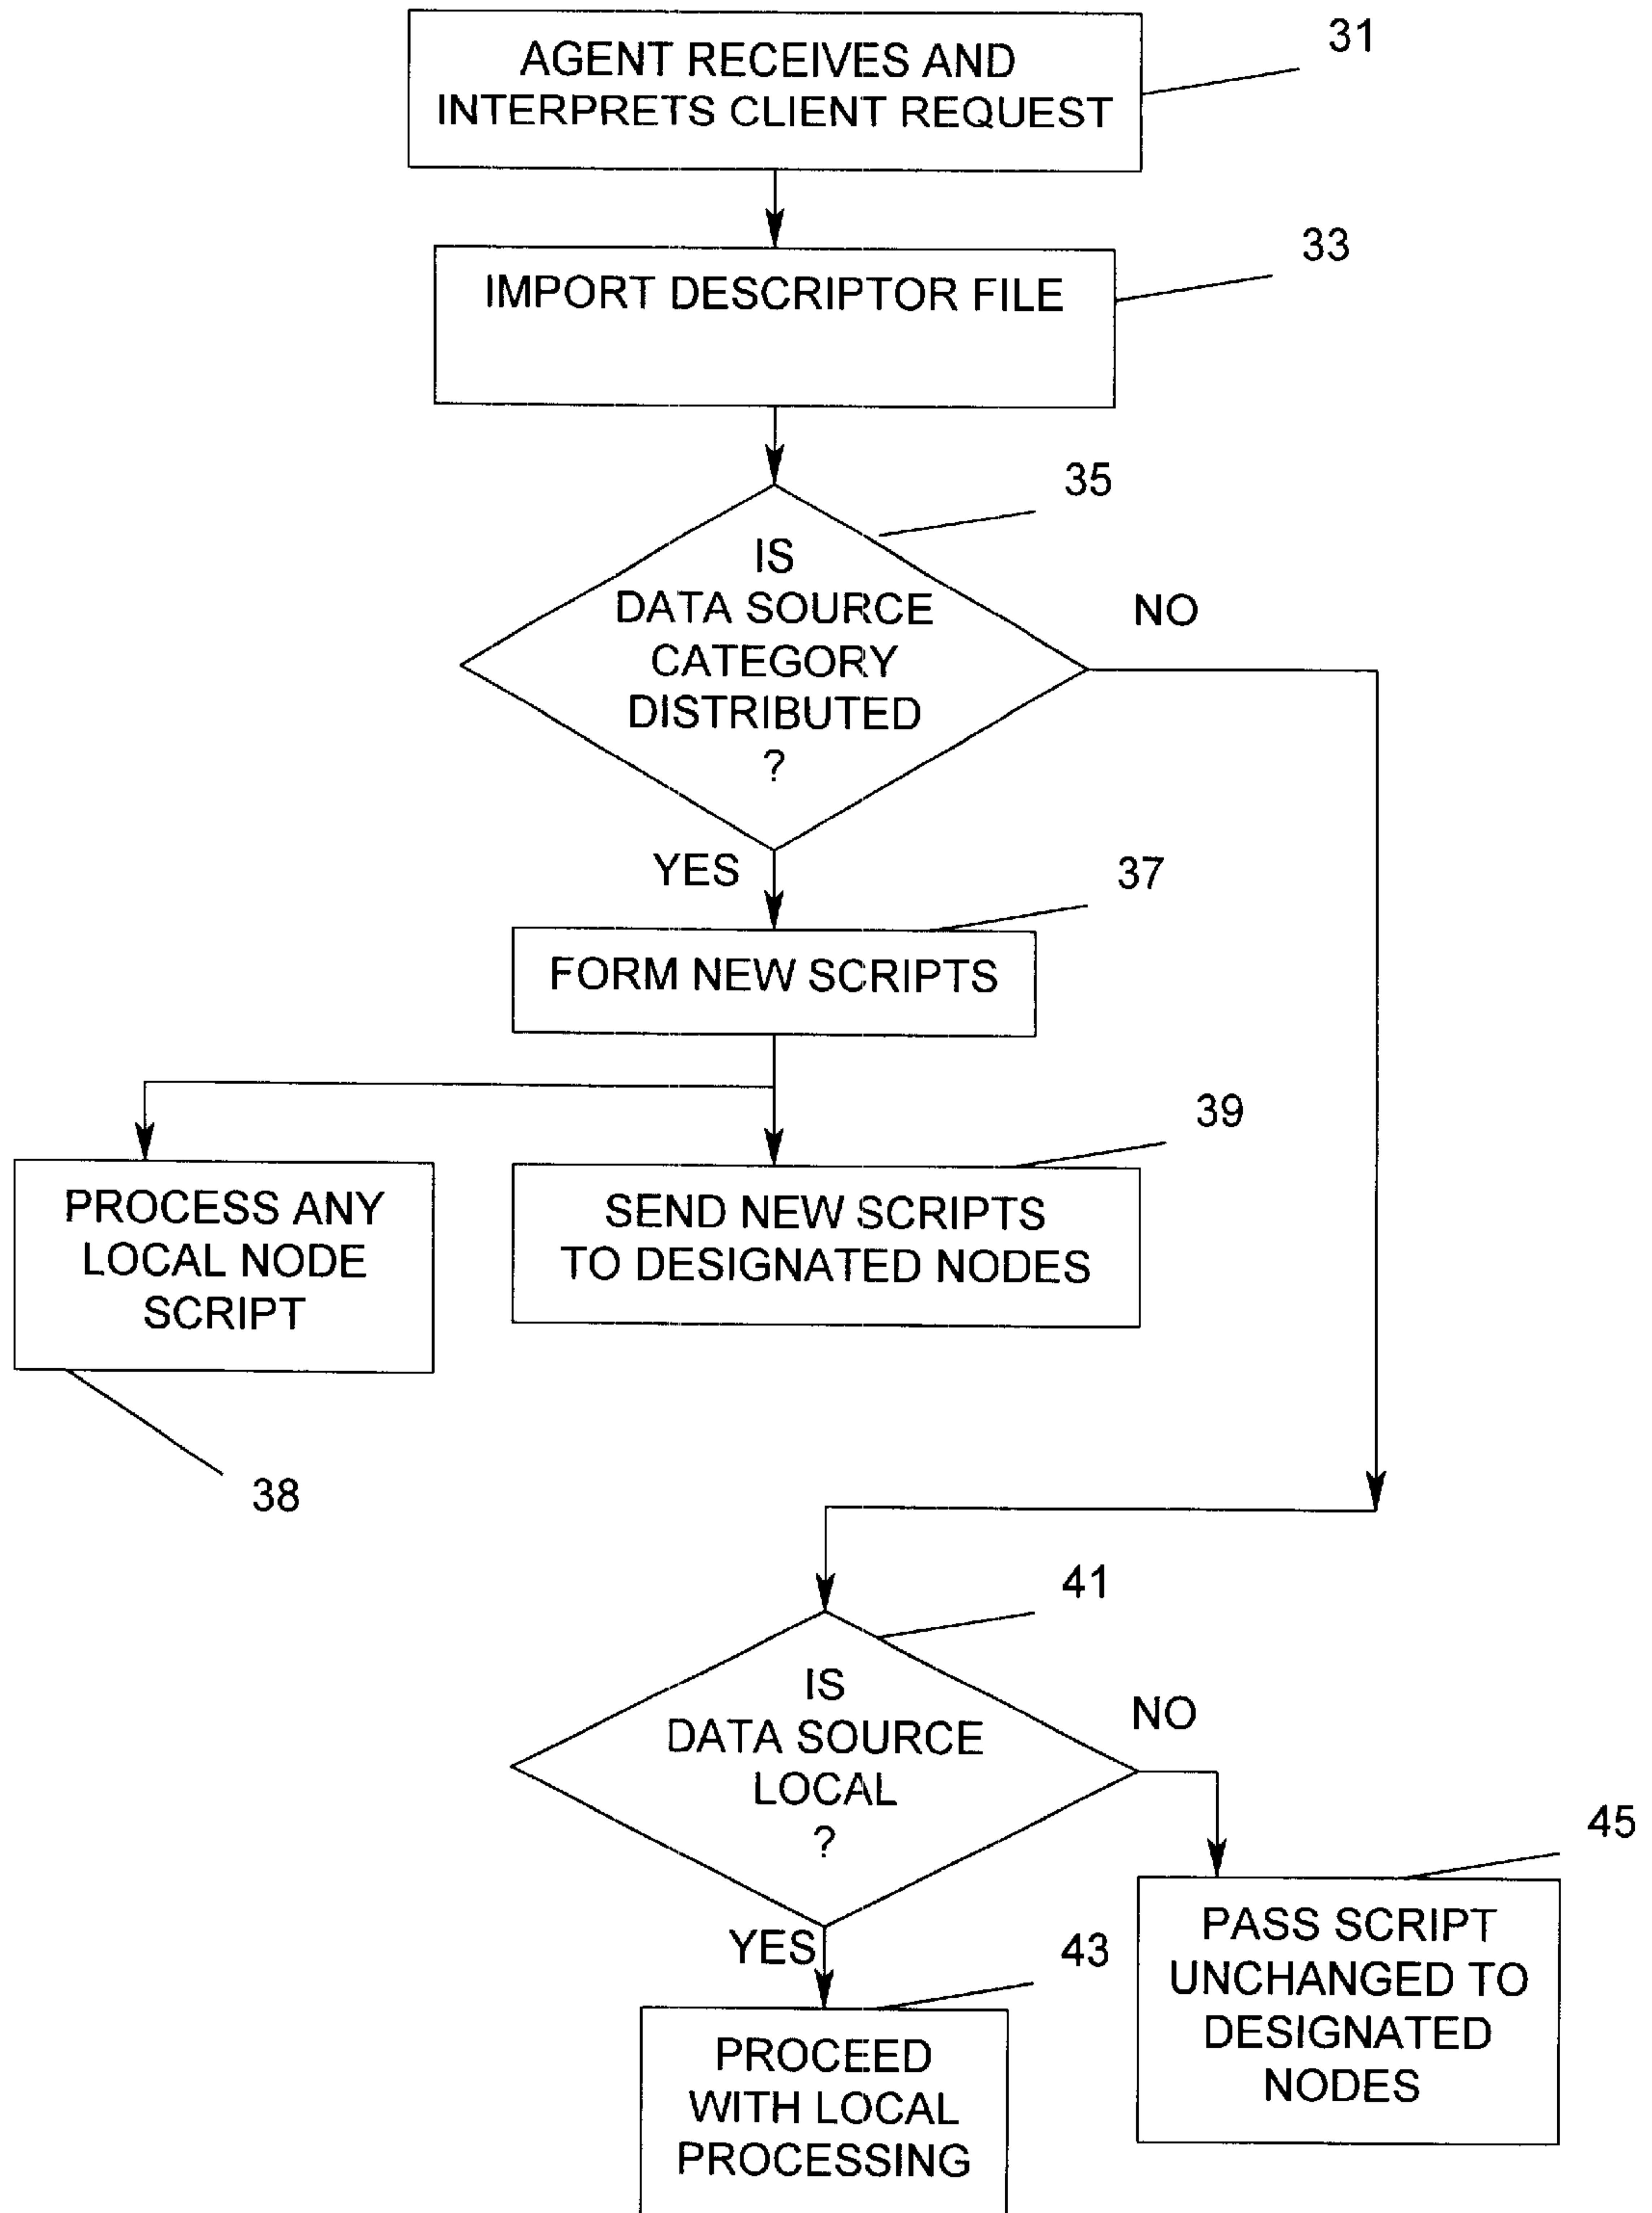 31
AGENT RECEIVES AND
INTERPRETS CLIENT REQUEST
33
IMPORT DESCRIPTOR FILE
35
IS
DATA SOURCE
CATEGORY
DISTRIBUTED
?
NO
YES
37
FORM NEW SCRIPTS
39
PROCESS ANY
LOCAL NODE
SCRIPT
SEND NEW SCRIPTS
TO DESIGNATED NODES
38
41
IS
DATA SOURCE
LOCAL
?
NO
45
YES
43
PASS SCRIPT
UNCHANGED TO
DESIGNATED
NODES
PROCEED
WITH LOCAL
PROCESSING